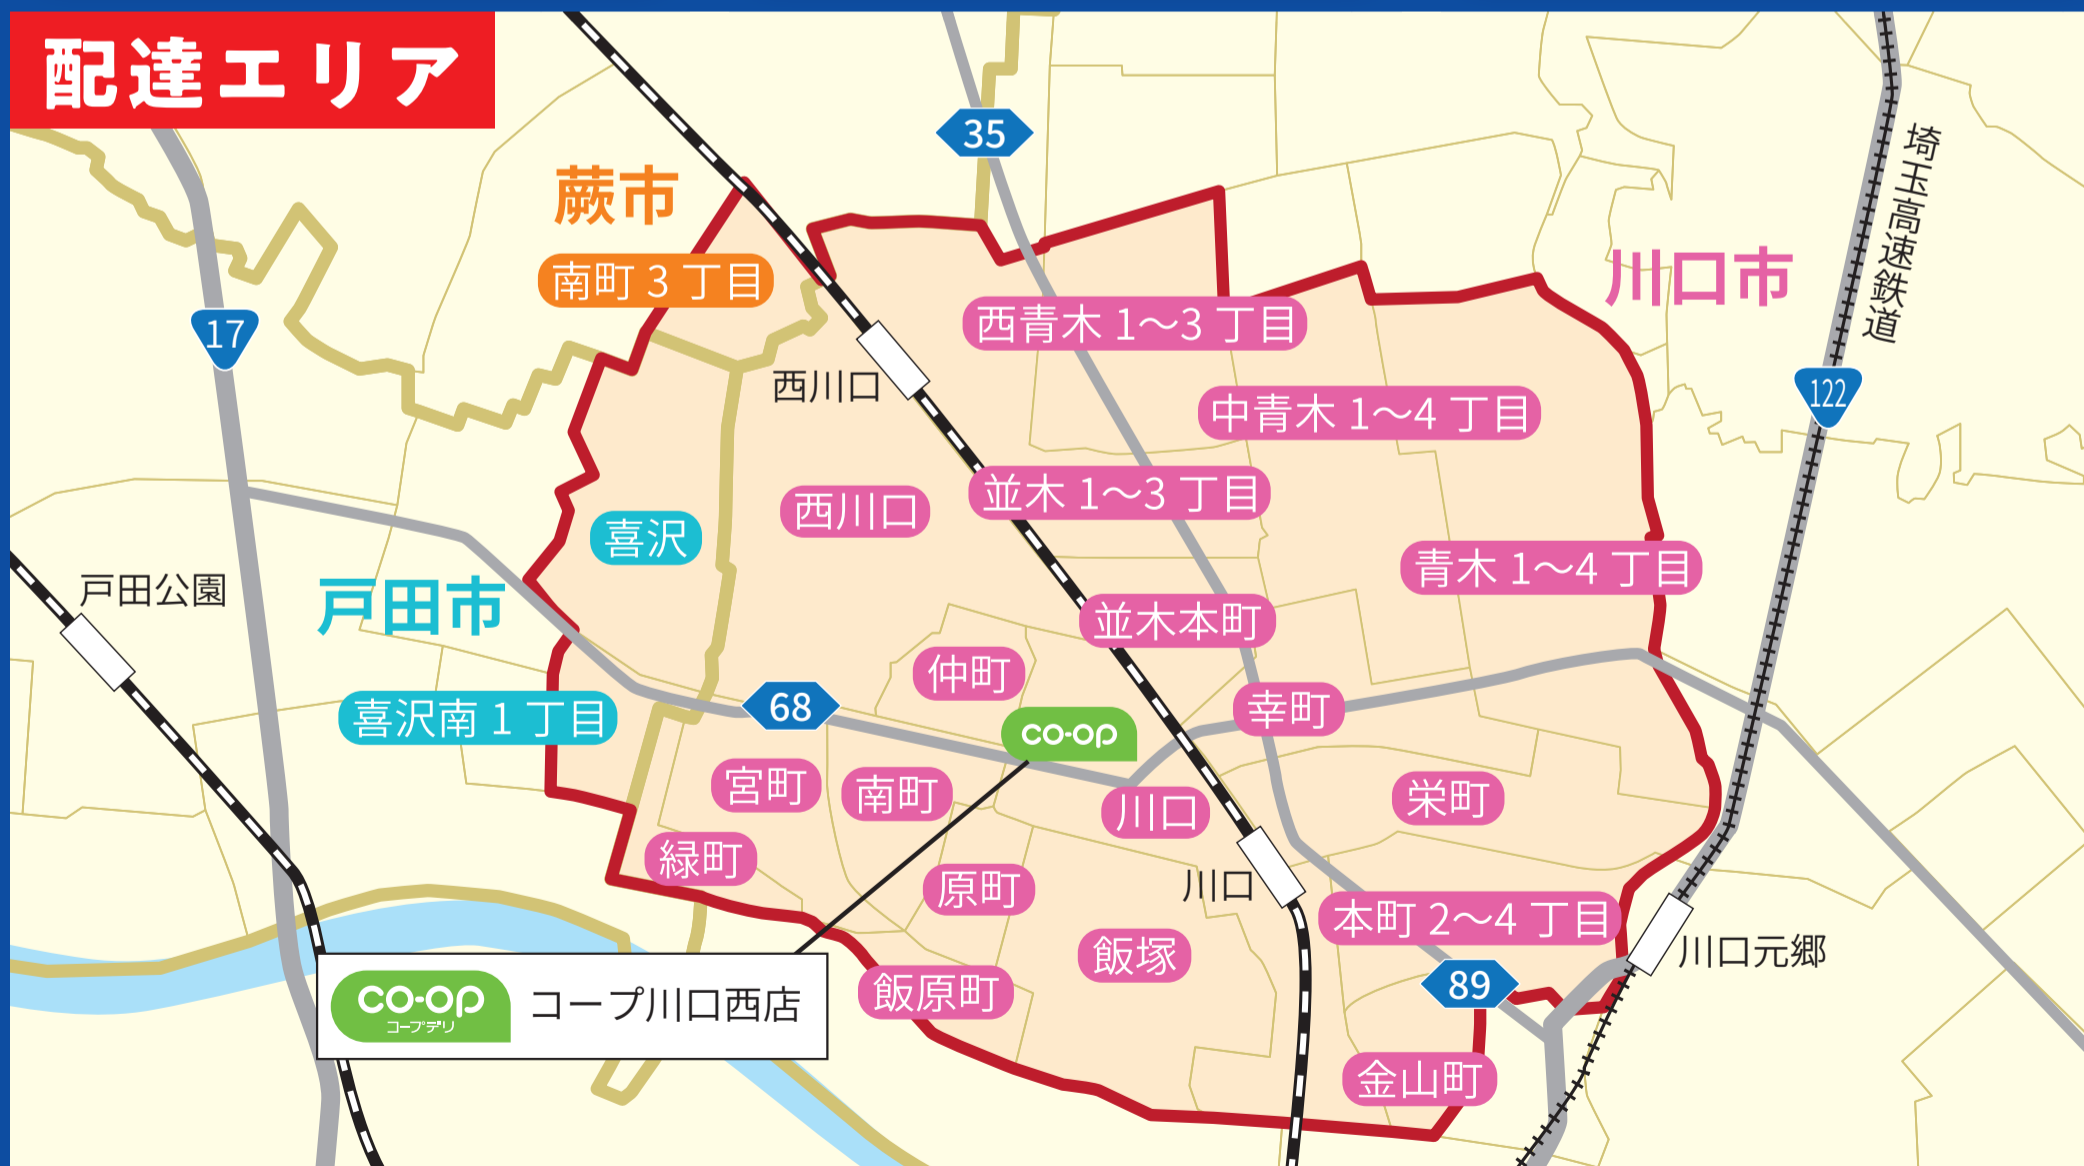 配達エリア
35
蕨市
南町3丁目
17
埼玉高速鉄道
川口市
西青木1〜3丁目
122
西川口
中青木1〜4丁目
並木1〜3丁目
西川口
喜沢
青木1〜4丁目
戸田公園
戸田市
並木本町
仲町
喜沢南1丁目
68
幸町
co-op
宮町
南町
川口
栄町
緑町
原町
川口
本町2〜4丁目
川口元郷
飯塚
飯原町
89
co-op
コープデリ
コープ川口西店
金山町